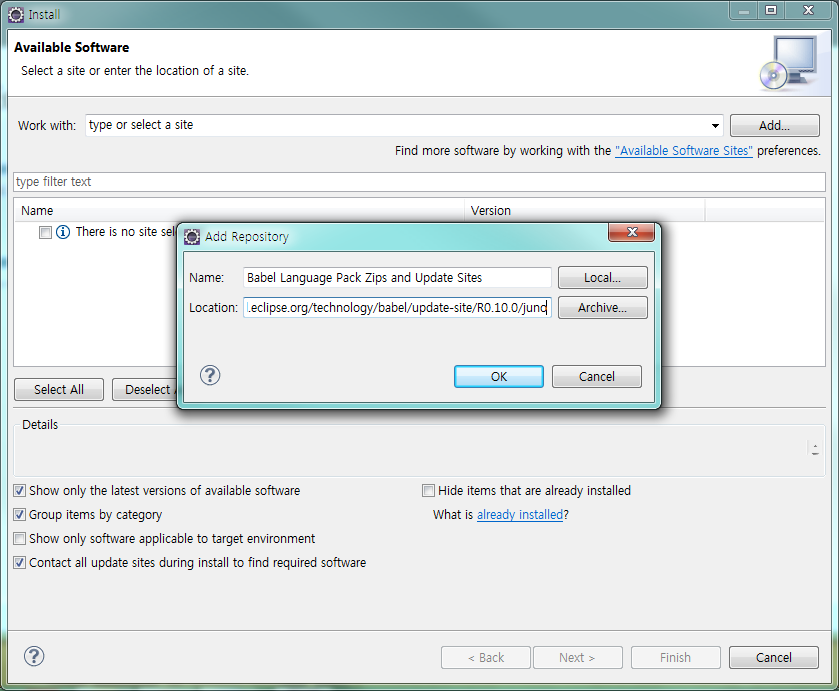 Install
Available Software
Select a site or enter the location of a site.
Work with: type or select a site Add...
Find more software by working with the "Available Software Sites" preferences.
type filter text
Name Version
There is no site sel
Add Repository
Name: Babel Language Pack Zips and Update Sites Local...
Location: .eclipse.org/technology/babel/update-site/R0.10.0/juno Archive...
OK Cancel
Select All Deselect
Details
Show only the latest versions of available software Hide items that are already installed
Group items by category What is already installed?
Show only software applicable to target environment
Contact all update sites during install to find required software
< Back Next > Finish Cancel